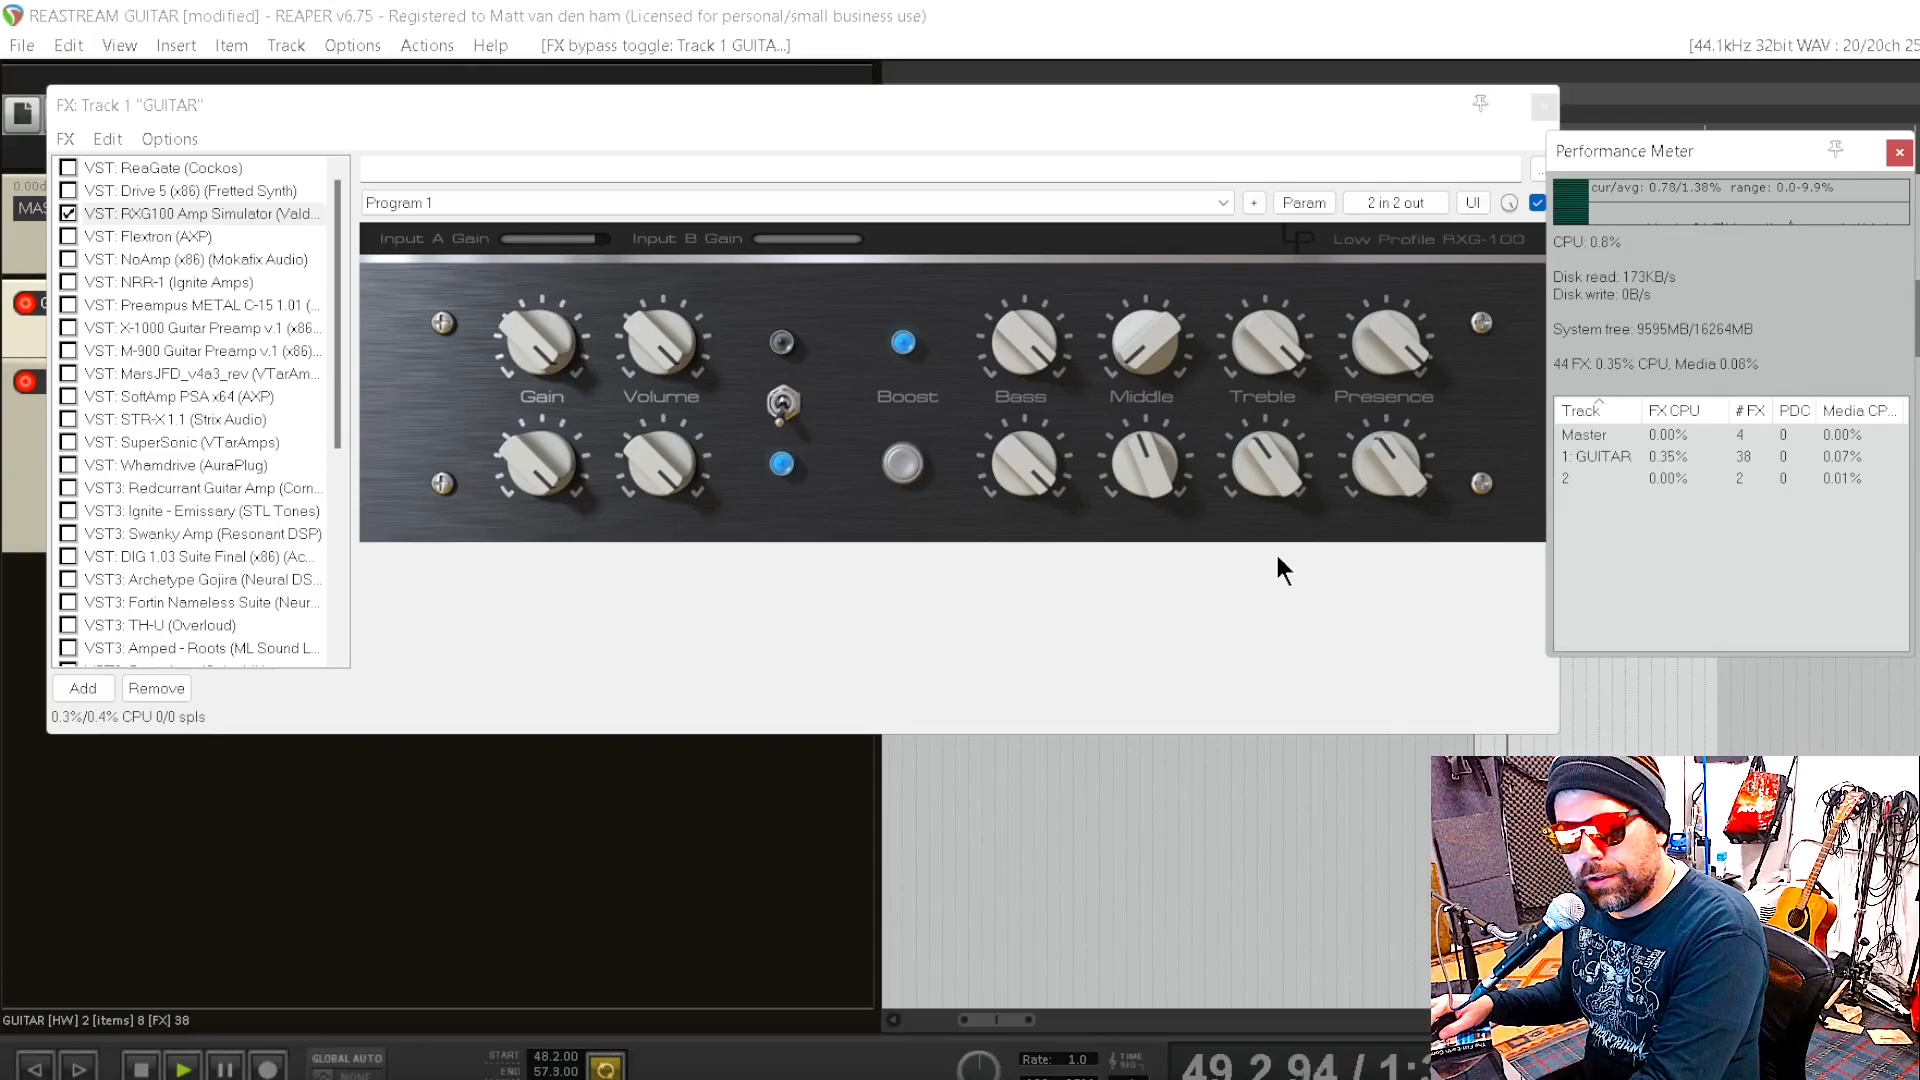 REASTREAM GUITAR [modified] - REAPER v6.75 - Registered to Matt van den ham (Licensed for personal/small business use)
File Edit View Insert Item Track Options Actions Help [FX bypass toggle: Track 1 GUITA...]
[44.1kHz 32bit WAV : 20/20ch 25
FX: Track 1 "GUITAR"
FX Edit Options
VST: ReaGate (Cockos)
VST: Drive 5 (x86) (Fretted Synth)
VST: RXG100 Amp Simulator (Vald...
VST: Flextron (AXP)
VST: NoAmp (x86) (Mokafix Audio)
VST: NRR-1 (Ignite Amps)
VST: Preampus METAL C-15 1.01 (...
VST: X-1000 Guitar Preamp v.1 (x86...
VST: M-900 Guitar Preamp v.1 (x86)...
VST: MarsJFD_v4a3_rev (VTarAm...
VST: SoftAmp PSA x64 (AXP)
VST: STR-X 1.1 (Strix Audio)
VST: SuperSonic (VTarAmps)
VST: Whamdrive (AuraPlug)
VST3: Redcurrant Guitar Amp (Corn...
VST3: Ignite - Emissary (STL Tones)
VST3: Swanky Amp (Resonant DSP)
VST: DIG 1.03 Suite Final (x86) (Ac...
VST3: Archetype Gojira (Neural DS...
VST3: Fortin Nameless Suite (Neur...
VST3: TH-U (Overloud)
VST3: Amped - Roots (ML Sound L...
Add Remove
0.3%/0.4% CPU 0/0 spls
Program 1
+ Param 2 in 2 out UI
Input A Gain Input B Gain LP Low Profile RXG-100
Gain Volume Boost Bass Middle Treble Presence
Performance Meter
cur/avg: 0.78/1.38% range: 0.0-9.9%
CPU: 0.8%
Disk read: 173KB/s
Disk write: 0B/s
System free: 9595MB/16264MB
44 FX: 0.35% CPU, Media 0.08%
Track FX CPU # FX PDC Media CP...
Master 0.00% 4 0 0.00%
1: GUITAR 0.35% 38 0 0.07%
2 0.00% 2 0 0.01%
0.00d
MAS
GUITAR [HW] 2 [items] 8 [FX] 38
GLOBAL AUTO
NONE
START 48.2.00
END 57.3.00
Rate: 1.0
TIME
SIG
49.2.94 / 1:3